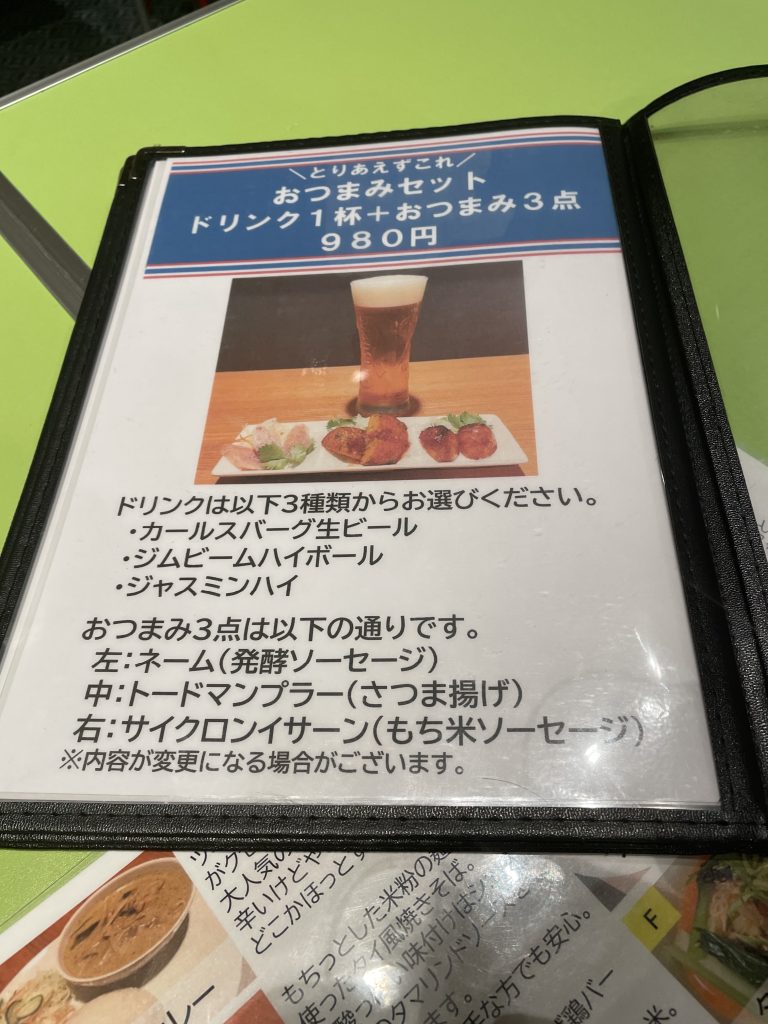 ＼とりあえずこれ／
おつまみセット
ドリンク１杯＋おつまみ３点
９８０円
ドリンクは以下3種類からお選びください。
・カールスバーグ生ビール
・ジムビームハイボール
・ジャスミンハイ
おつまみ3点は以下の通りです。
左：ネーム（発酵ソーセージ）
中：トードマンプラー（さつま揚げ）
右：サイクロンイサーン（もち米ソーセージ）
※内容が変更になる場合がございます。
大人気の
辛いけどや
どこかほっとす
もちっとした米粉の麺
使ったタイ風焼きそば。
味付けは
タマリンドソース
な方でも安心。
レー
F
鶏バー
米。